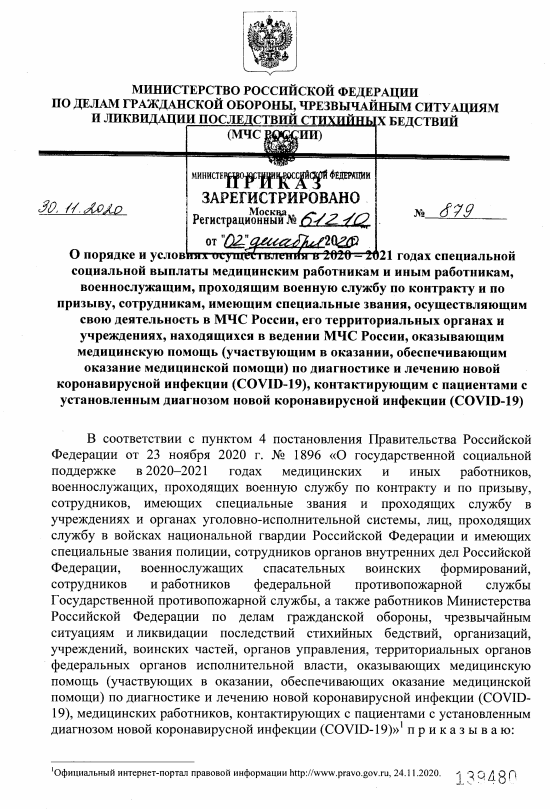 МИНИСТЕРСТВО РОССИЙСКОЙ ФЕДЕРАЦИИ
ПО ДЕЛАМ ГРАЖДАНСКОЙ ОБОРОНЫ, ЧРЕЗВЫЧАЙНЫМ СИТУАЦИЯМ
И ЛИКВИДАЦИИ ПОСЛЕДСТВИЙ СТИХИЙНЫХ БЕДСТВИЙ
(МЧС РОССИИ)
МИНИСТЕРСТВО ЮСТИЦИИ РОССИЙСКОЙ ФЕДЕРАЦИИ
ПРИКАЗ
ЗАРЕГИСТРИРОВАНО
30.11.2020
Москва
№ 879
Регистрационный № 61210
от "02" декабря 2020
О порядке и условиях осуществления в 2020 – 2021 годах специальной
социальной выплаты медицинским работникам и иным работникам,
военнослужащим, проходящим военную службу по контракту и по
призыву, сотрудникам, имеющим специальные звания, осуществляющим
свою деятельность в МЧС России, его территориальных органах и
учреждениях, находящихся в ведении МЧС России, оказывающим
медицинскую помощь (участвующим в оказании, обеспечивающим
оказание медицинской помощи) по диагностике и лечению новой
коронавирусной инфекции (COVID-19), контактирующим с пациентами с
установленным диагнозом новой коронавирусной инфекции (COVID-19)
В соответствии с пунктом 4 постановления Правительства Российской
Федерации от 23 ноября 2020 г. № 1896 «О государственной социальной
поддержке в 2020–2021 годах медицинских и иных работников,
военнослужащих, проходящих военную службу по контракту и по призыву,
сотрудников, имеющих специальные звания и проходящих службу в
учреждениях и органах уголовно-исполнительной системы, лиц, проходящих
службу в войсках национальной гвардии Российской Федерации и имеющих
специальные звания полиции, сотрудников органов внутренних дел Российской
Федерации, военнослужащих спасательных воинских формирований,
сотрудников и работников федеральной противопожарной службы
Государственной противопожарной службы, а также работников Министерства
Российской Федерации по делам гражданской обороны, чрезвычайным
ситуациям и ликвидации последствий стихийных бедствий, организаций,
учреждений, воинских частей, органов управления, территориальных органов
федеральных органов исполнительной власти, оказывающих медицинскую
помощь (участвующих в оказании, обеспечивающих оказание медицинской
помощи) по диагностике и лечению новой коронавирусной инфекции (COVID-
19), медицинских работников, контактирующих с пациентами с установленным
диагнозом новой коронавирусной инфекции (COVID-19)»¹ п р и к а з ы в а ю:
¹Официальный интернет-портал правовой информации http://www.pravo.gov.ru, 24.11.2020.
139480